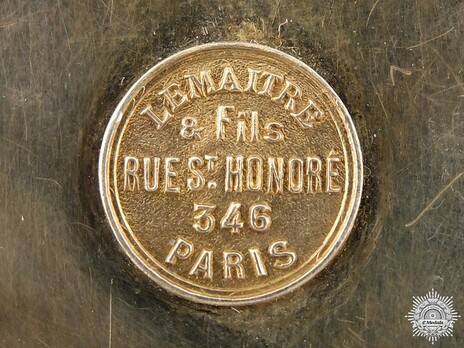 LEMAITRE
& Fils
RUE ST. HONORÉ
346
PARIS